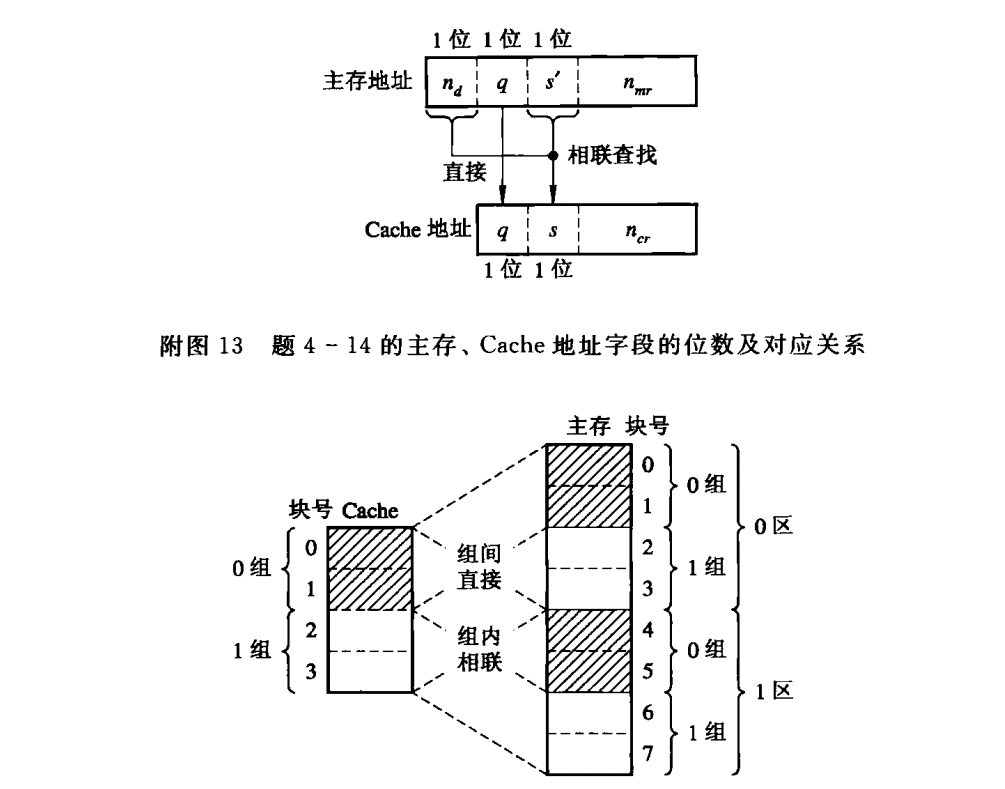 1位 1位 1位
主存地址 n_d q s′ n_mr
直接 相联查找
Cache 地址 q s n_cr
1位 1位
附图 13 题 4－14 的主存、Cache 地址字段的位数及对应关系
主存 块号
块号 Cache
0
1
2
3
0组
1组
组间
直接
组内
相联
0
1
2
3
4
5
6
7
0组
1组
0组
1组
0区
1区